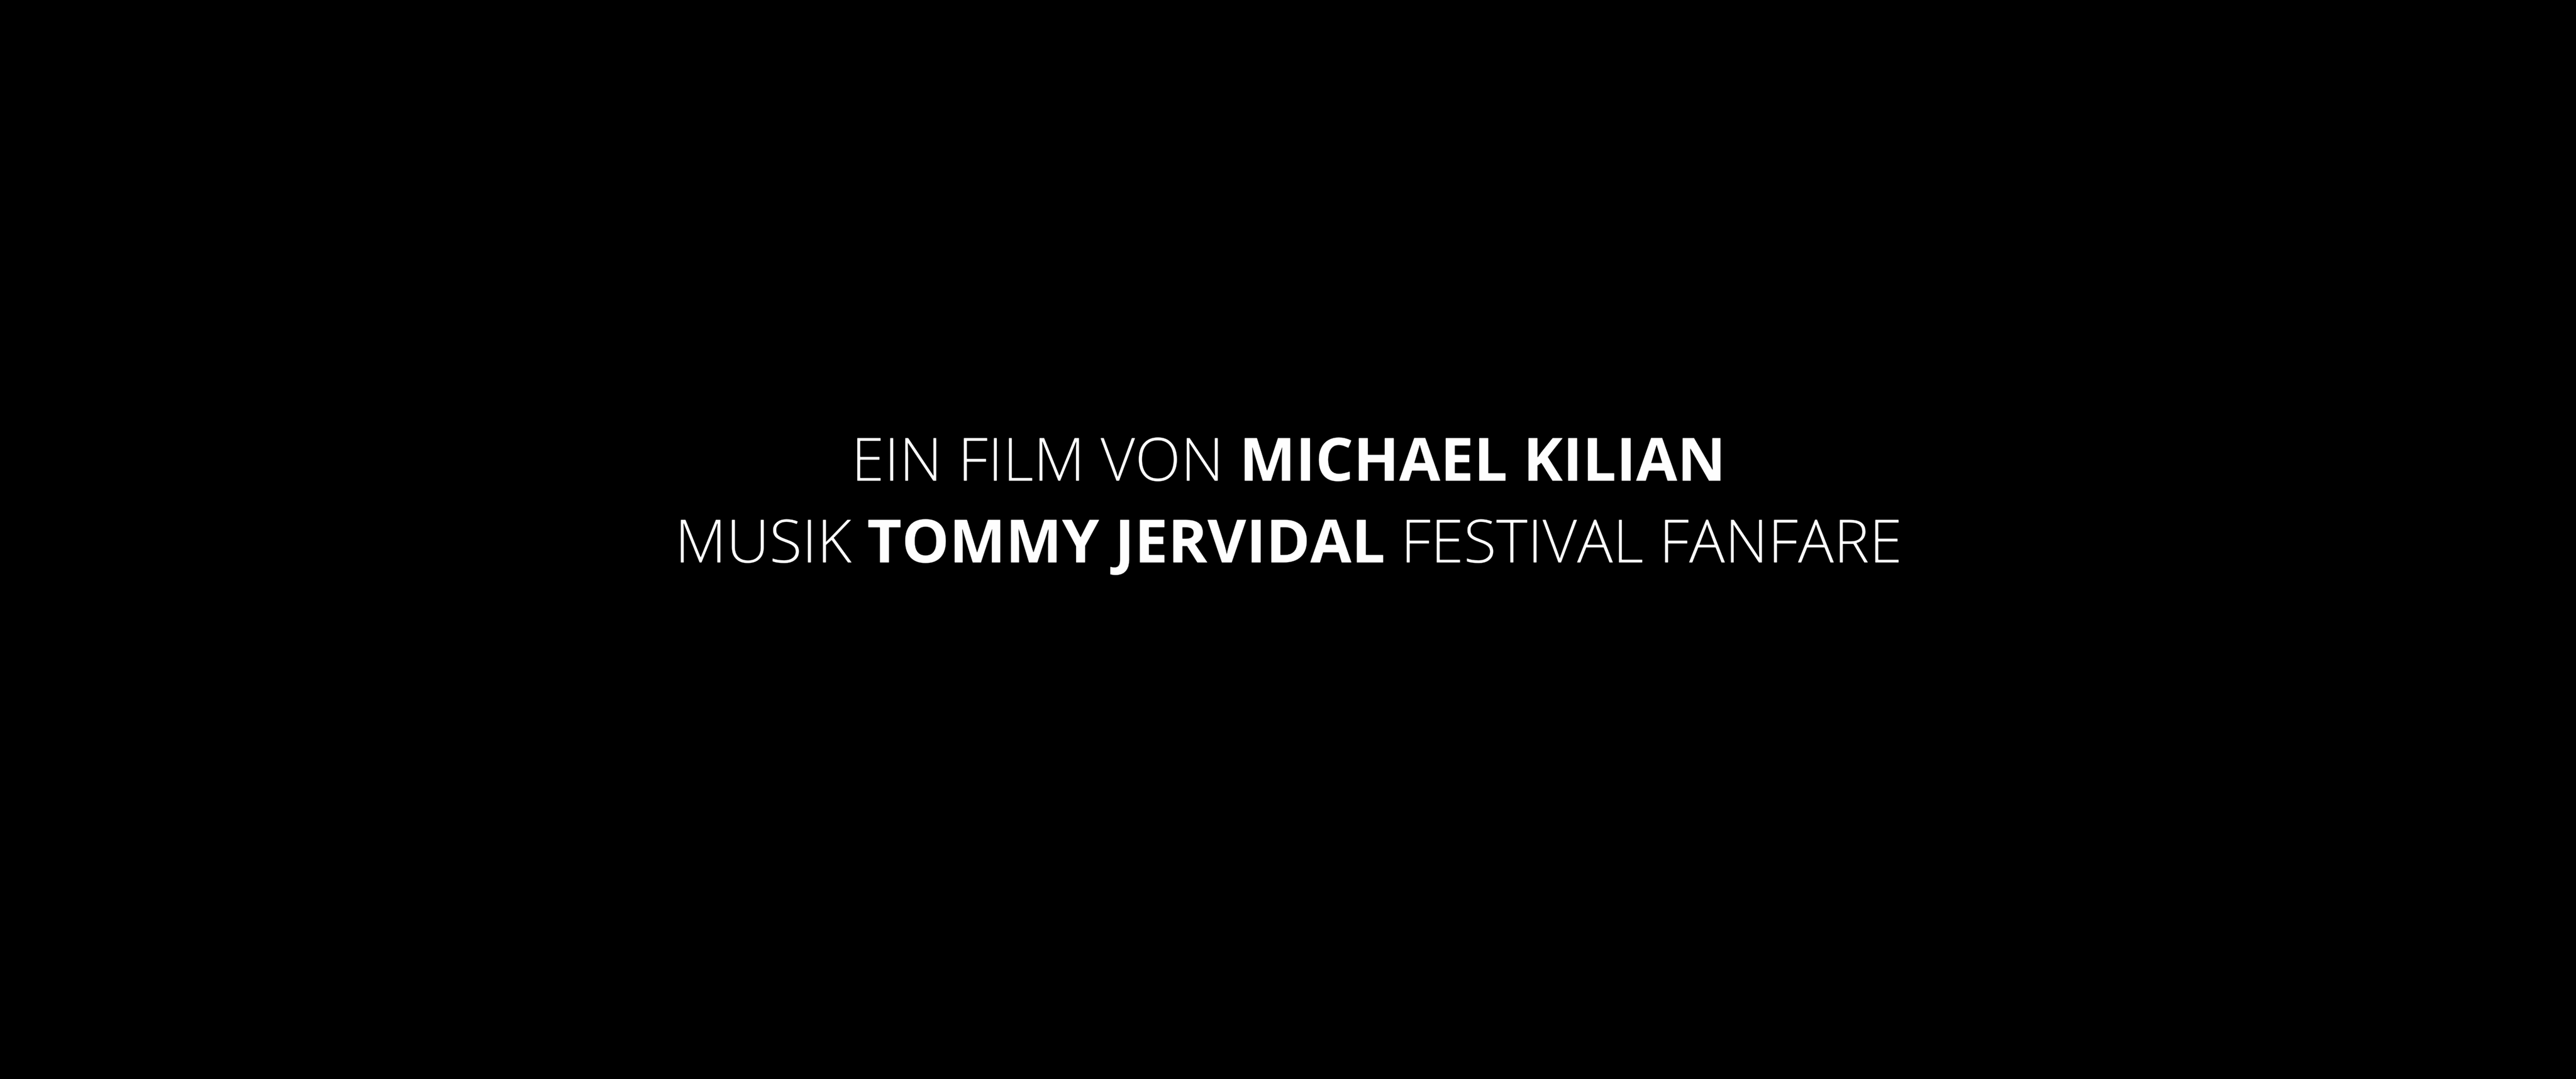 EIN FILM VON MICHAEL KILIAN
MUSIK TOMMY JERVIDAL FESTIVAL FANFARE